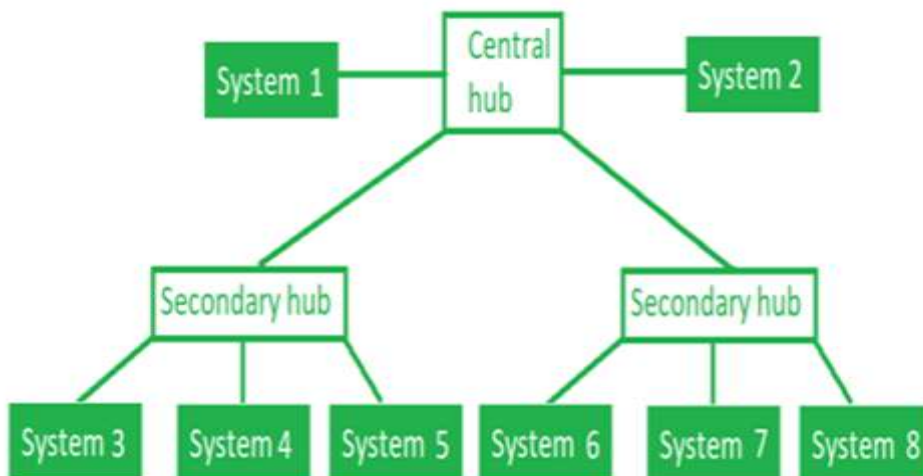 Central
hub
System 1
System 2
Secondary hub
Secondary hub
System 3
System 4
System 5
System 6
System 7
System 8